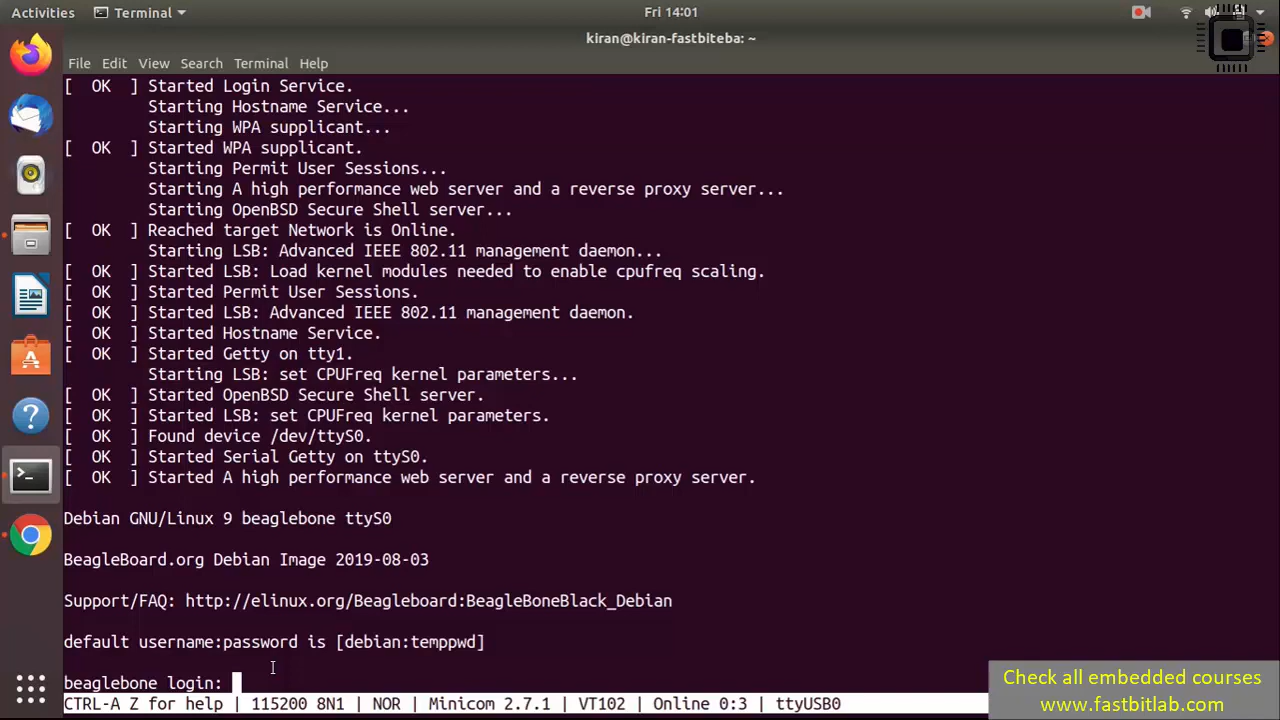 Activities Terminal Fri 14:01
kiran@kiran-fastbiteba: ~
File Edit View Search Terminal Help
[  OK  ] Started Login Service.
         Starting Hostname Service...
         Starting WPA supplicant...
[  OK  ] Started WPA supplicant.
         Starting Permit User Sessions...
         Starting A high performance web server and a reverse proxy server...
         Starting OpenBSD Secure Shell server...
[  OK  ] Reached target Network is Online.
         Starting LSB: Advanced IEEE 802.11 management daemon...
[  OK  ] Started LSB: Load kernel modules needed to enable cpufreq scaling.
[  OK  ] Started Permit User Sessions.
[  OK  ] Started LSB: Advanced IEEE 802.11 management daemon.
[  OK  ] Started Hostname Service.
[  OK  ] Started Getty on tty1.
         Starting LSB: set CPUFreq kernel parameters...
[  OK  ] Started OpenBSD Secure Shell server.
[  OK  ] Started LSB: set CPUFreq kernel parameters.
[  OK  ] Found device /dev/ttyS0.
[  OK  ] Started Serial Getty on ttyS0.
[  OK  ] Started A high performance web server and a reverse proxy server.
Debian GNU/Linux 9 beaglebone ttyS0
BeagleBoard.org Debian Image 2019-08-03
Support/FAQ: http://elinux.org/Beagleboard:BeagleBoneBlack_Debian
default username:password is [debian:temppwd]
beaglebone login:
CTRL-A Z for help | 115200 8N1 | NOR | Minicom 2.7.1 | VT102 | Online 0:3 | ttyUSB0
Check all embedded courses
www.fastbitlab.com